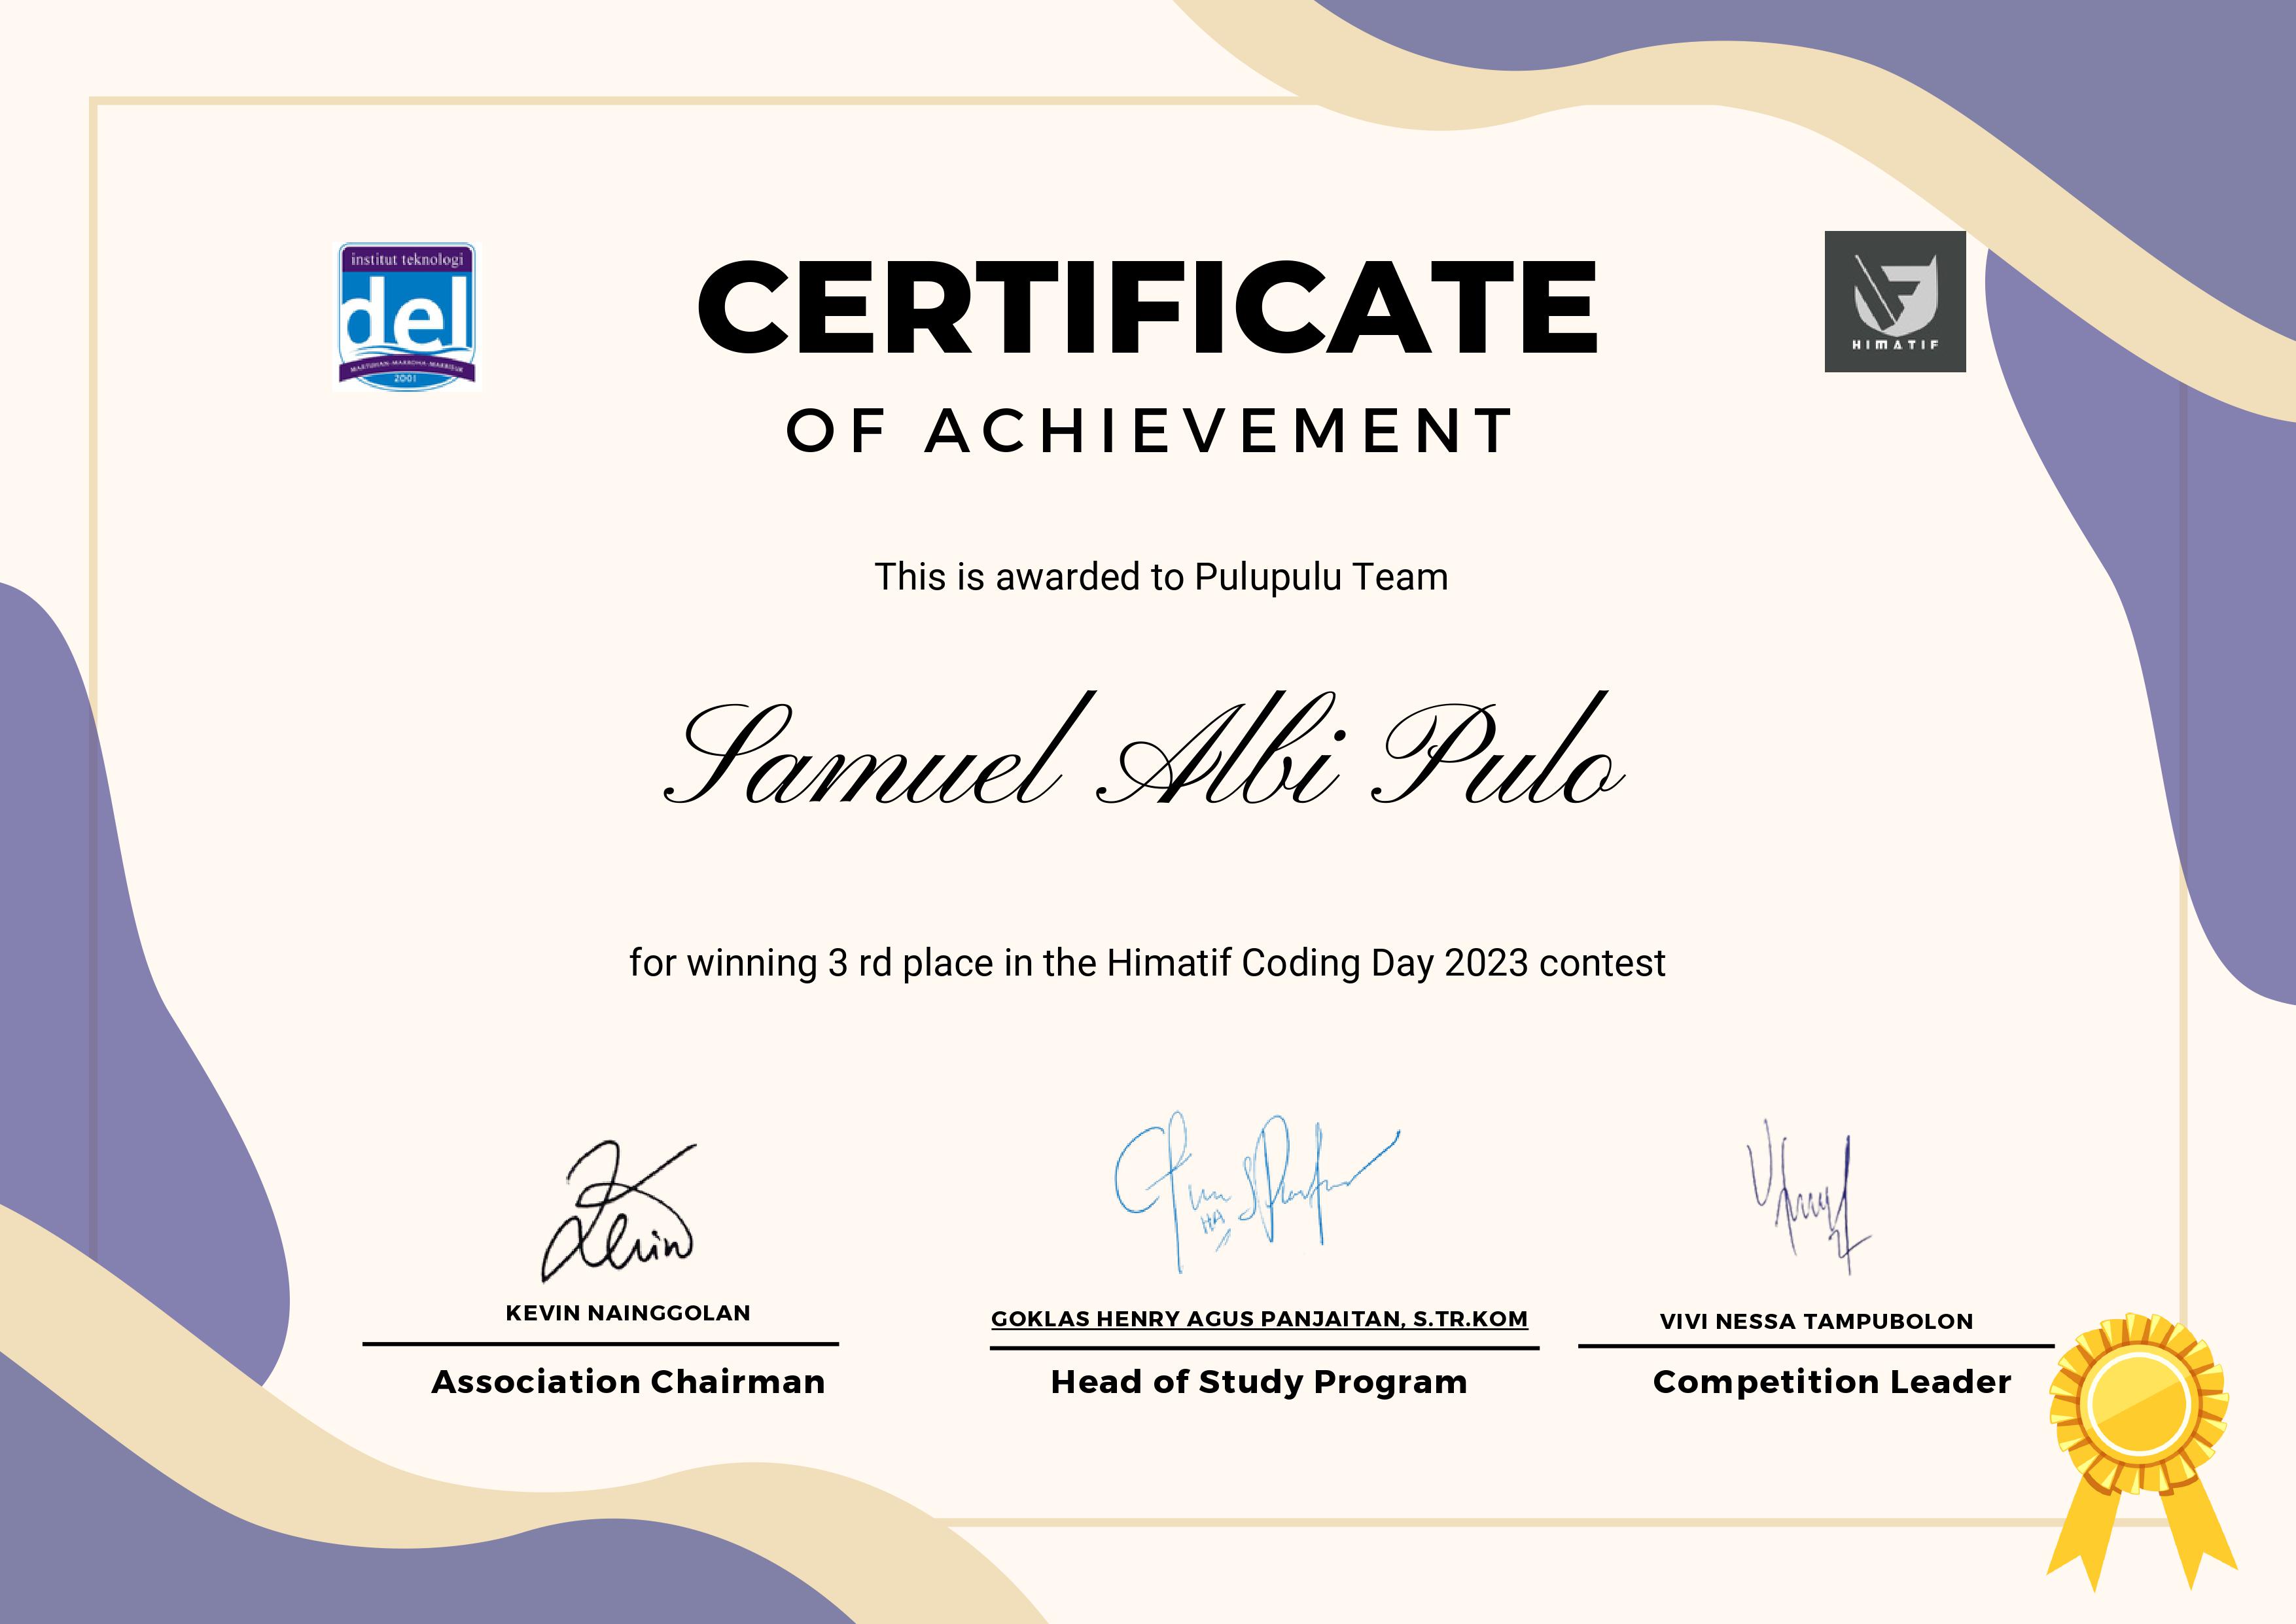 institut teknologi
del
MARTUHAN-MARROHA-MARBISUK
2001
CERTIFICATE
HIMATIF
OF ACHIEVEMENT
This is awarded to Pulupulu Team
Samuel Albi Pulo
for winning 3 rd place in the Himatif Coding Day 2023 contest
Kevin
KEVIN NAINGGOLAN
GOKLAS HENRY AGUS PANJAITAN, S.TR.KOM
VIVI NESSA TAMPUBOLON
Association Chairman
Head of Study Program
Competition Leader